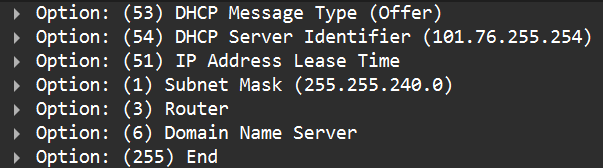 Option: (53) DHCP Message Type (Offer)
Option: (54) DHCP Server Identifier (101.76.255.254)
Option: (51) IP Address Lease Time
Option: (1) Subnet Mask (255.255.240.0)
Option: (3) Router
Option: (6) Domain Name Server
Option: (255) End